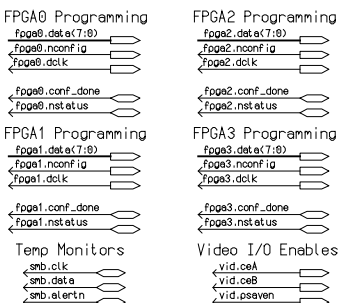 FPGA0 Programming
fpga0.data(7:0)
fpga0.nconfig
fpga0.dclk
fpga0.conf_done
fpga0.nstatus
FPGA2 Programming
fpga2.data(7:0)
fpga2.nconfig
fpga2.dclk
fpga2.conf_done
fpga2.nstatus
FPGA1 Programming
fpga1.data(7:0)
fpga1.nconfig
fpga1.dclk
fpga1.conf_done
fpga1.nstatus
FPGA3 Programming
fpga3.data(7:0)
fpga3.nconfig
fpga3.dclk
fpga3.conf_done
fpga3.nstatus
Temp Monitors
smb.clk
smb.data
smb.alertn
Video I/O Enables
vid.ceA
vid.ceB
vid.psaven